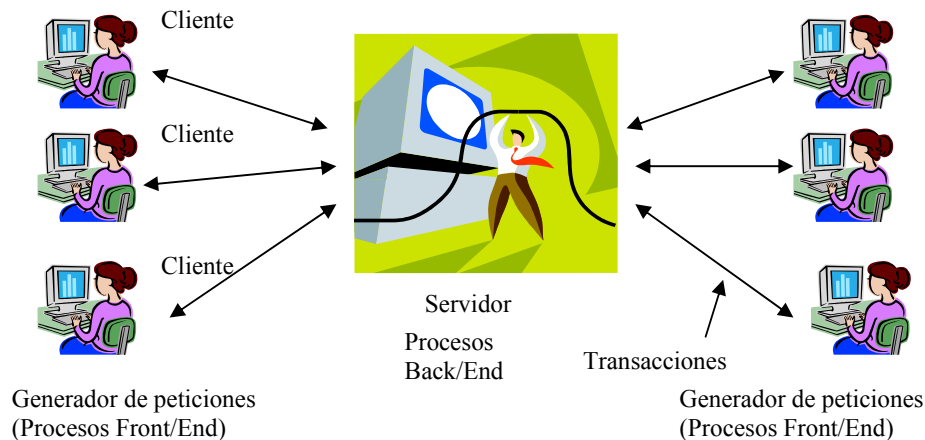 Cliente
Cliente
Cliente
Servidor
Procesos
Back/End
Transacciones
Generador de peticiones
(Procesos Front/End)
Generador de peticiones
(Procesos Front/End)